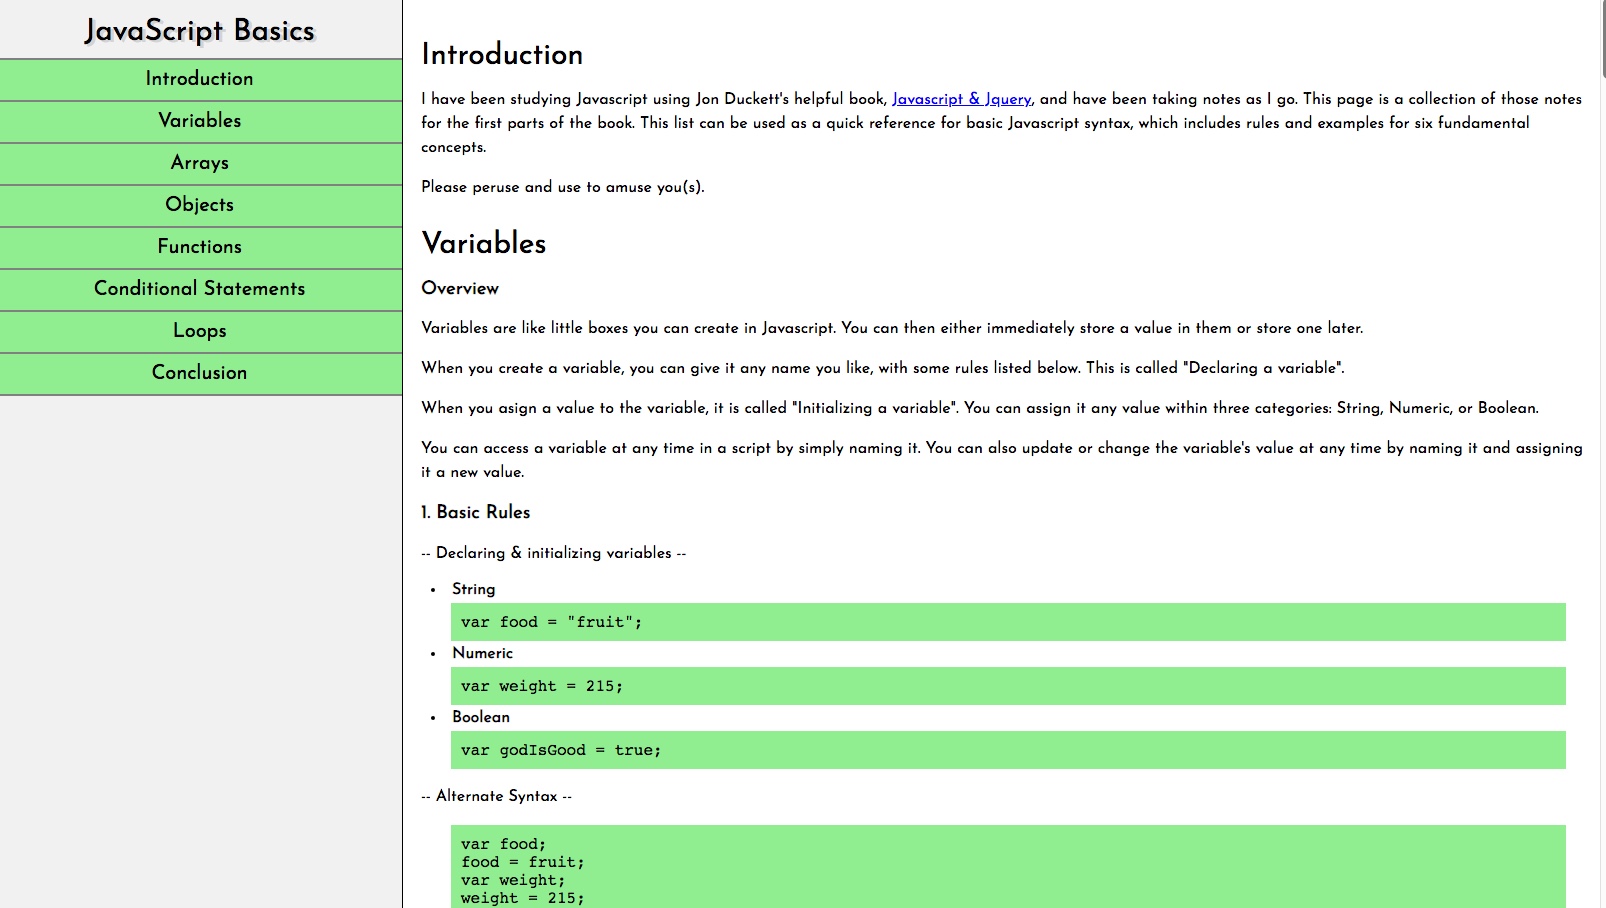 JavaScript Basics
Introduction
Variables
Arrays
Objects
Functions
Conditional Statements
Loops
Conclusion
Introduction
I have been studying Javascript using Jon Duckett's helpful book, Javascript & Jquery, and have been taking notes as I go. This page is a collection of those notes
for the first parts of the book. This list can be used as a quick reference for basic Javascript syntax, which includes rules and examples for six fundamental
concepts.
Please peruse and use to amuse you(s).
Variables
Overview
Variables are like little boxes you can create in Javascript. You can then either immediately store a value in them or store one later.
When you create a variable, you can give it any name you like, with some rules listed below. This is called "Declaring a variable".
When you asign a value to the variable, it is called "Initializing a variable". You can assign it any value within three categories: String, Numeric, or Boolean.
You can access a variable at any time in a script by simply naming it. You can also update or change the variable's value at any time by naming it and assigning
it a new value.
1. Basic Rules
-- Declaring & initializing variables --
• String
var food = "fruit";
• Numeric
var weight = 215;
• Boolean
var godIsGood = true;
-- Alternate Syntax --
var food;
food = fruit;
var weight;
weight = 215;